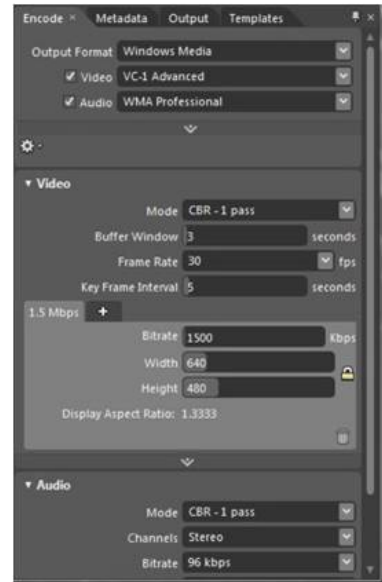 Encode × Metadata Output Templates
Output Format Windows Media
Video VC-1 Advanced
Audio WMA Professional
Video
Mode CBR - 1 pass
Buffer Window 3 seconds
Frame Rate 30 fps
Key Frame Interval 5 seconds
1.5 Mbps +
Bitrate 1500 Kbps
Width 640
Height 480
Display Aspect Ratio: 1.3333
Audio
Mode CBR - 1 pass
Channels Stereo
Bitrate 96 kbps